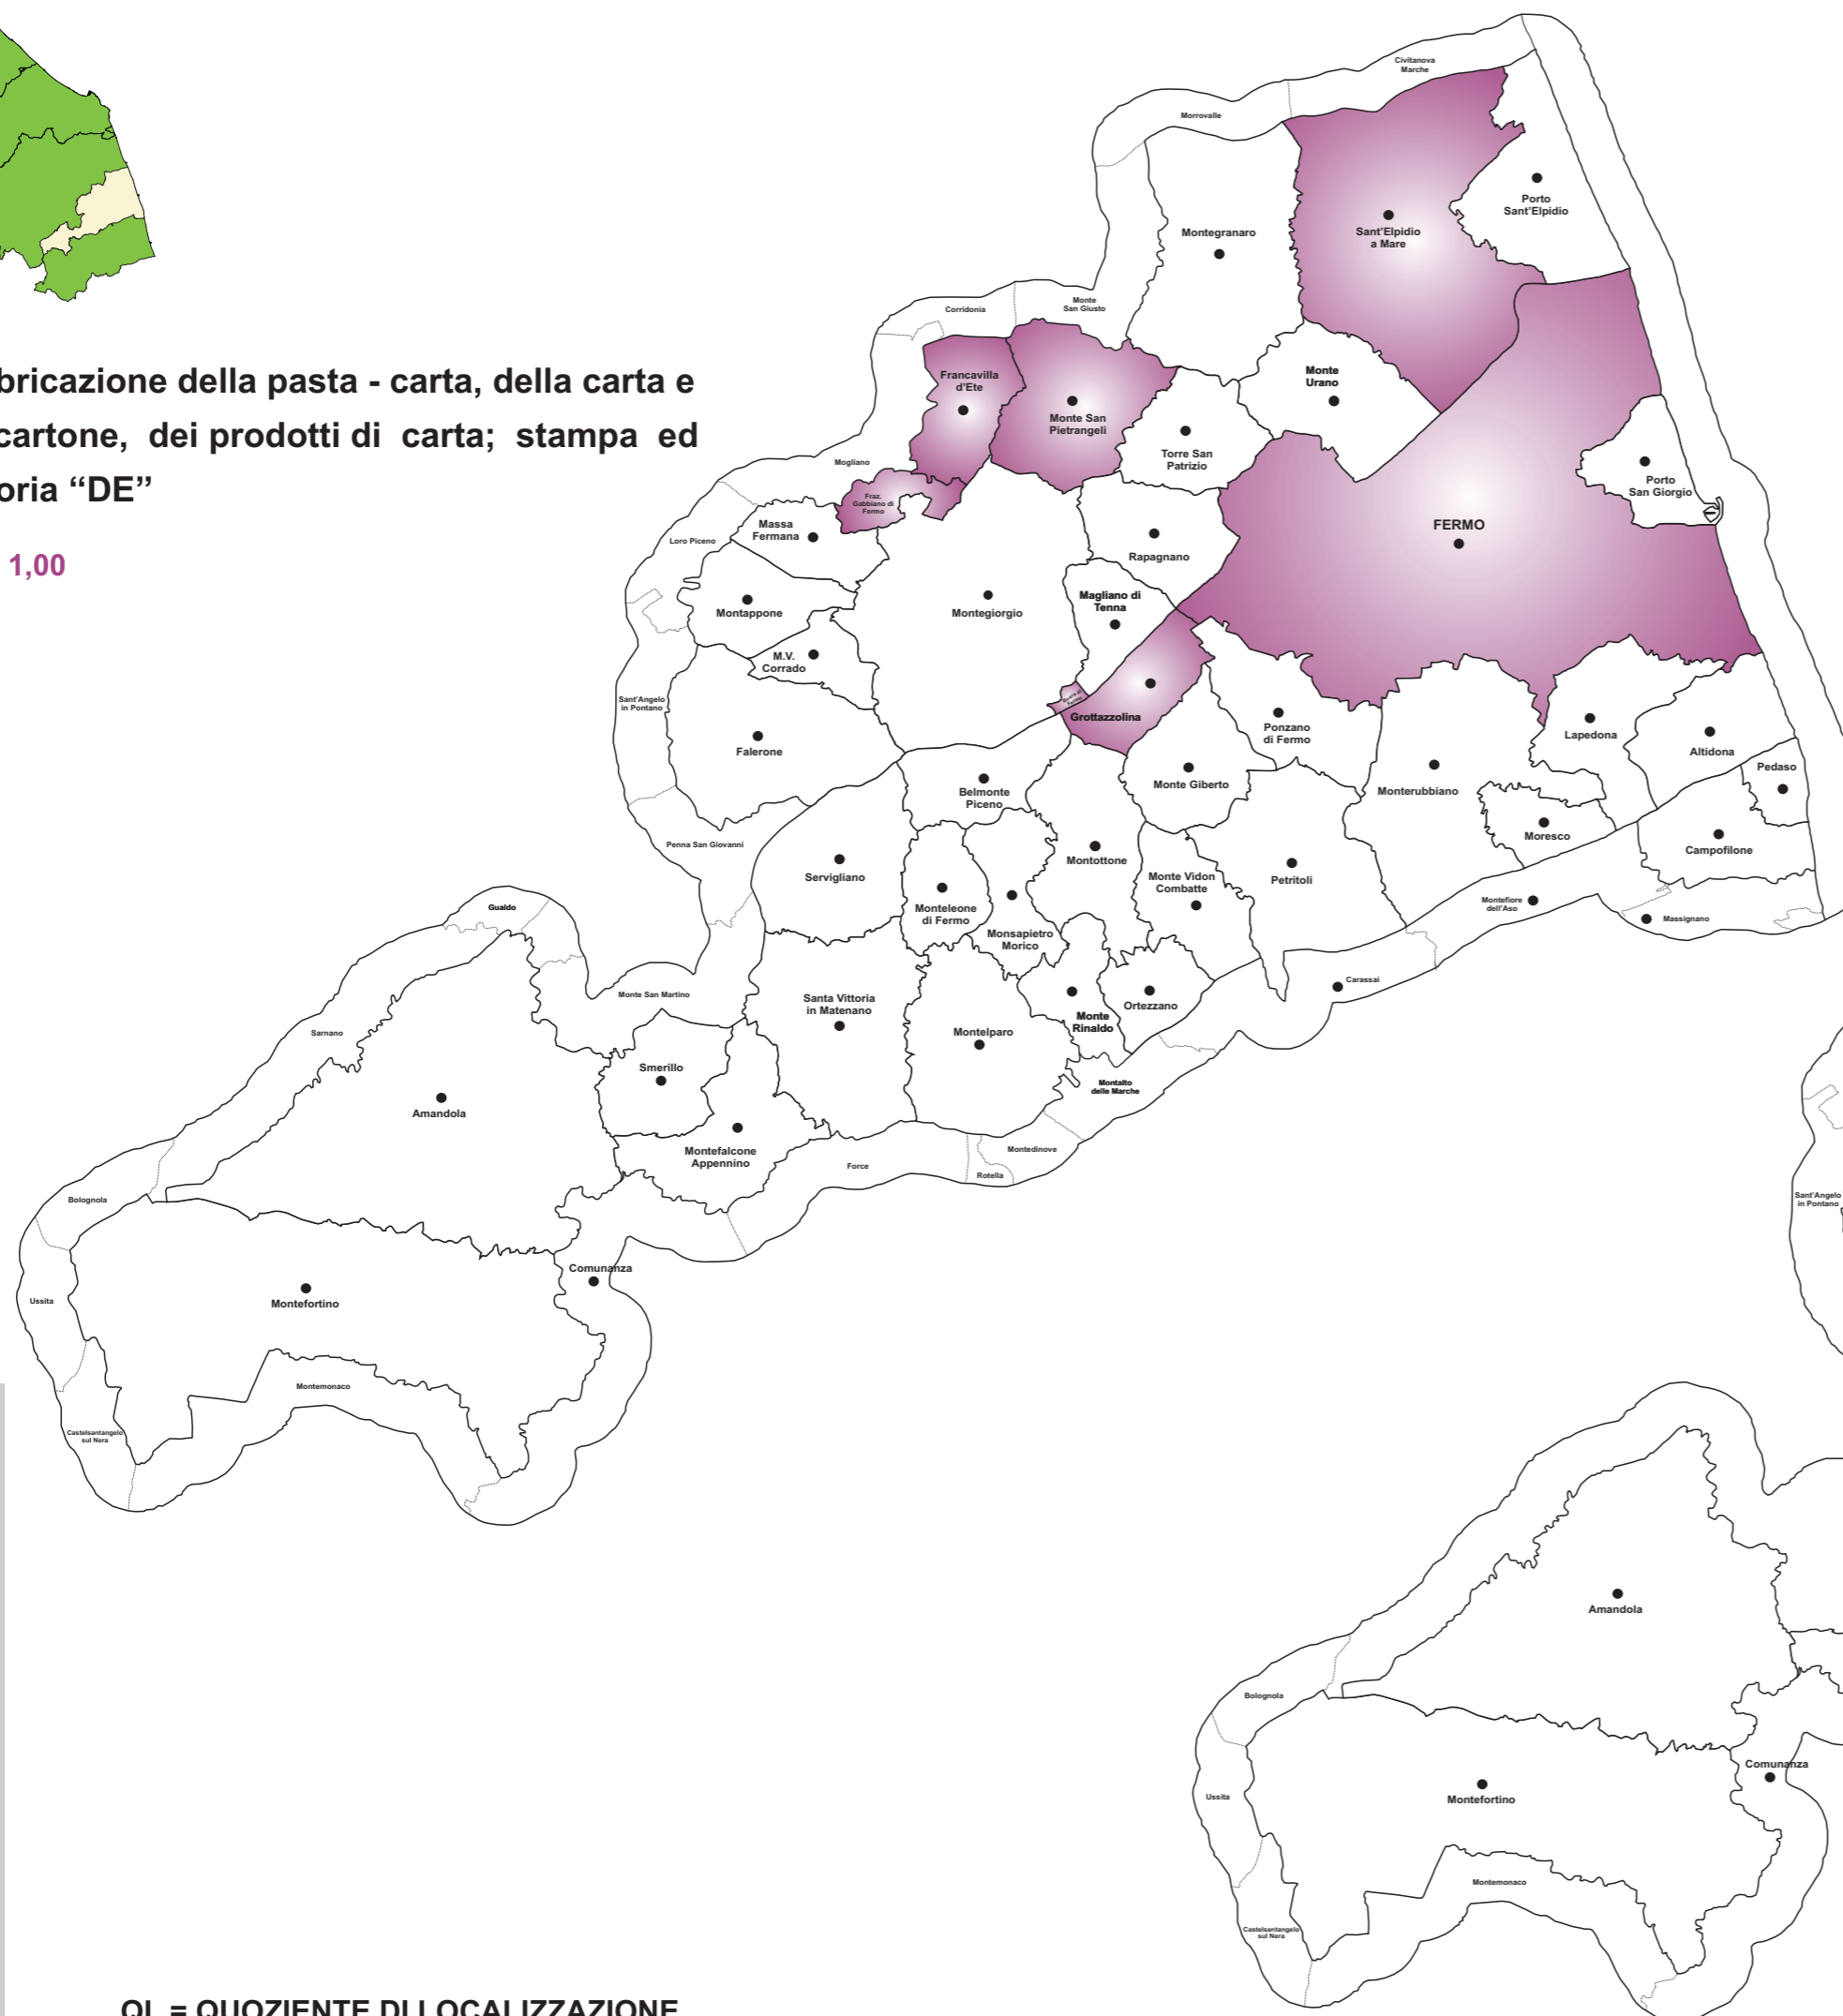 bricazione della pasta - carta, della carta e
cartone, dei prodotti di carta; stampa ed
oria “DE”
1,00
Civitanova
Marche
Morrovalle
Porto
Sant'Elpidio
Sant'Elpidio
a Mare
Montegranaro
Monte
San Giusto
Corridonia
Francavilla
d'Ete
Monte San
Pietrangeli
Monte
Urano
Torre San
Patrizio
Porto
San Giorgio
Mogliano
Fraz.
Gabbiano di
Fermo
Massa
Fermana
FERMO
Loro Piceno
Rapagnano
Montappone
Montegiorgio
Magliano di
Tenna
M.V.
Corrado
Sant'Angelo
in Pontano
Grottazzolina
Falerone
Ponzano
di Fermo
Lapedona
Altidona
Pedaso
Belmonte
Piceno
Monte Giberto
Monterubbiano
Moresco
Campofilone
Penna San Giovanni
Servigliano
Montottone
Monte Vidon
Combatte
Petritoli
Monteleone
di Fermo
Gualdo
Montefiore
dell'Aso
Massignano
Monsapietro
Morico
Monte San Martino
Santa Vittoria
in Matenano
Carassai
Ortezzano
Monte
Rinaldo
Sarnano
Montelparo
Smerillo
Montalto
delle Marche
Amandola
Montefalcone
Appennino
Force
Montedinove
Rotella
Bolognola
Sant'Angelo
in Pontano
Comunanza
Ussita
Montefortino
Montemonaco
Castelsantangelo
sul Nera
Amandola
Bolognola
Comunanza
Ussita
Montefortino
Montemonaco
Castelsantangelo
sul Nera
QL = QUOZIENTE DI LOCALIZZAZIONE